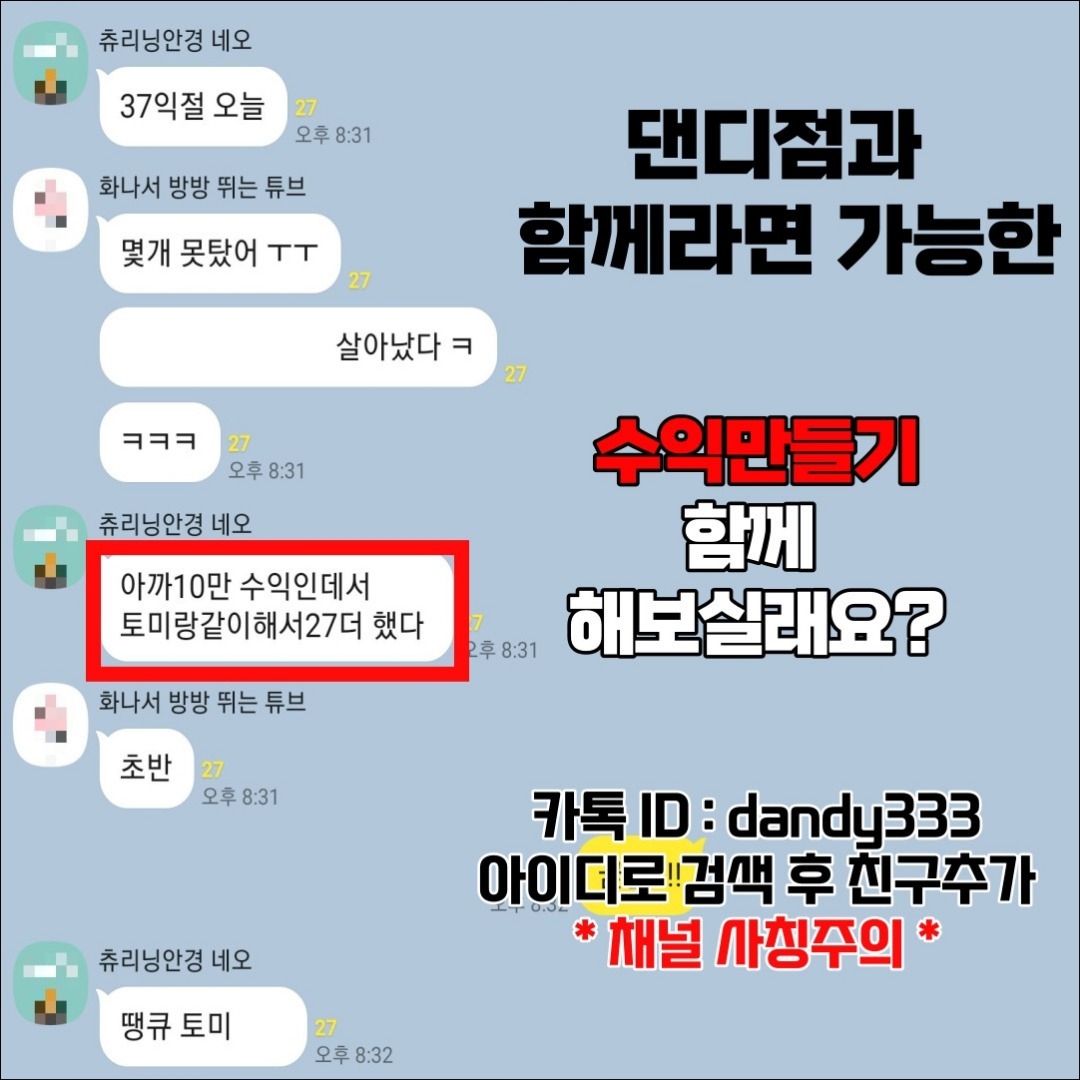 츄리닝안경 네오
37익절 오늘
27
오후 8:31
화나서 방방 뛰는 튜브
몇개 못탔어 ㅜㅜ
27
살아났다 ㅋ
27
ㅋㅋㅋ
27
오후 8:31
츄리닝안경 네오
아까10만 수익인데서
토미랑같이해서27더 했다
27
오후 8:31
화나서 방방 뛰는 튜브
초반
27
오후 8:31
오후 8:32
츄리닝안경 네오
땡큐 토미
27
오후 8:32
댄디점과
함께라면 가능한
수익만들기
함께
해보실래요?
카톡 ID : dandy333
아이디로 검색 후 친구추가
* 채널 사칭주의 *